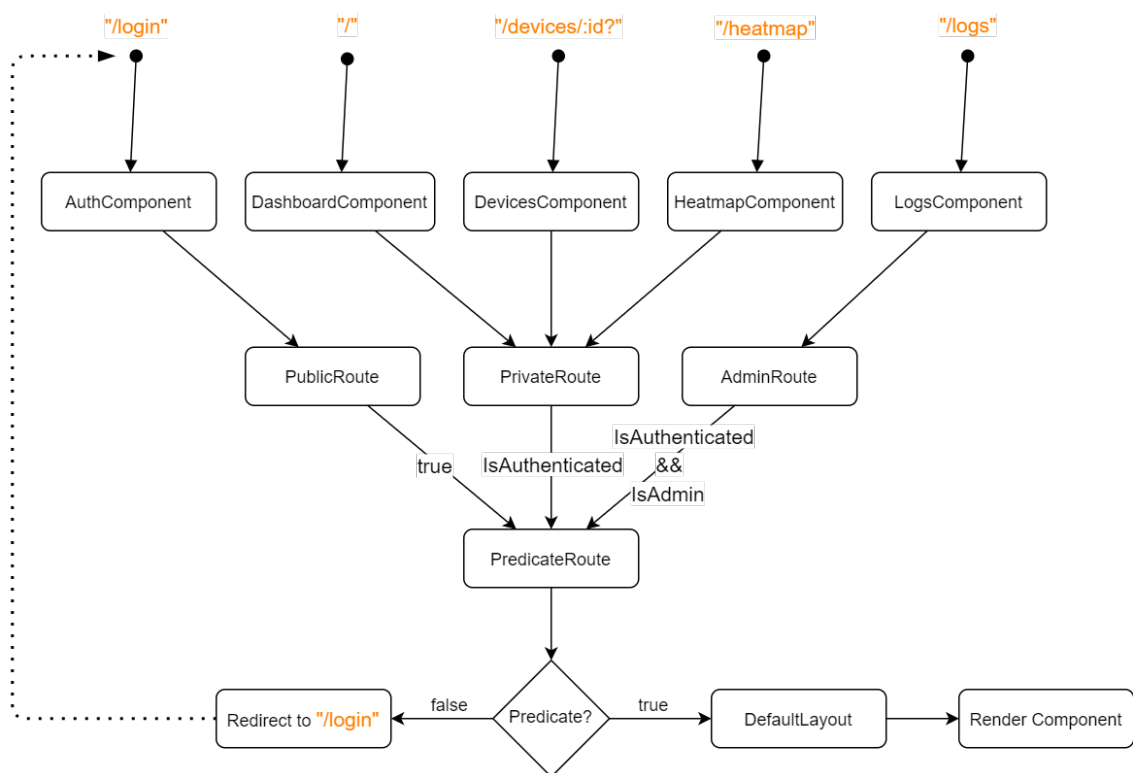 "/login"
"/"
"/devices/:id?"
"/heatmap"
"/logs"
AuthComponent
DashboardComponent
DevicesComponent
HeatmapComponent
LogsComponent
PublicRoute
PrivateRoute
AdminRoute
true
IsAuthenticated
IsAuthenticated
&&
IsAdmin
PredicateRoute
Redirect to "/login"
false
Predicate?
true
DefaultLayout
Render Component